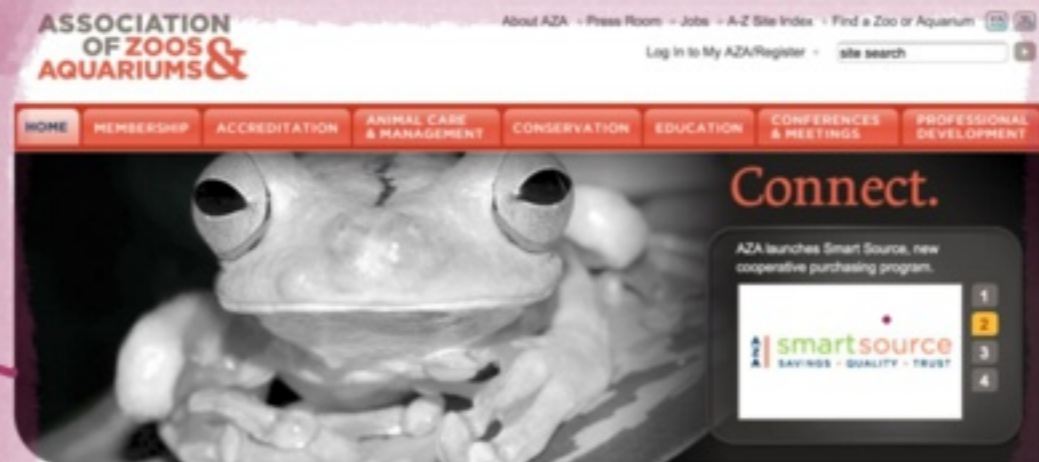 ASSOCIATION
OF ZOOS &
AQUARIUMS
About AZA Press Room Jobs A-Z Site Index Find a Zoo or Aquarium
Log In to My AZA/Register
site search
HOME
MEMBERSHIP
ACCREDITATION
ANIMAL CARE
& MANAGEMENT
CONSERVATION
EDUCATION
CONFERENCES
& MEETINGS
PROFESSIONAL
DEVELOPMENT
Connect.
AZA launches Smart Source, new
cooperative purchasing program.
AZA
smartsource
SAVINGS - QUALITY - TRUST
1
2
3
4